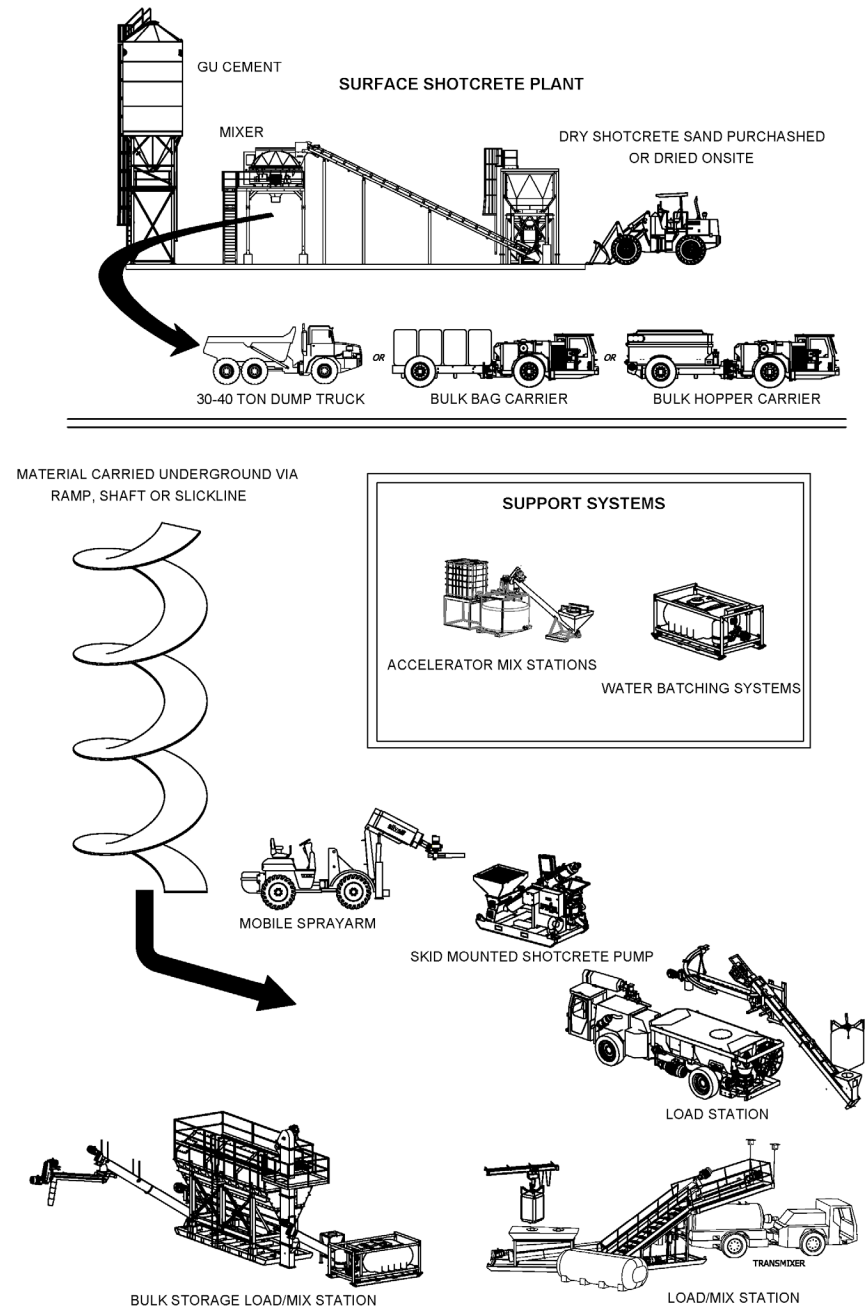 GU CEMENT
SURFACE SHOTCRETE PLANT
MIXER
DRY SHOTCRETE SAND PURCHASHED
OR DRIED ONSITE
OR
OR
30-40 TON DUMP TRUCK
BULK BAG CARRIER
BULK HOPPER CARRIER
MATERIAL CARRIED UNDERGROUND VIA
RAMP, SHAFT OR SLICKLINE
SUPPORT SYSTEMS
ACCELERATOR MIX STATIONS
WATER BATCHING SYSTEMS
MOBILE SPRAYARM
SKID MOUNTED SHOTCRETE PUMP
LOAD STATION
TRANSMIXER
BULK STORAGE LOAD/MIX STATION
LOAD/MIX STATION